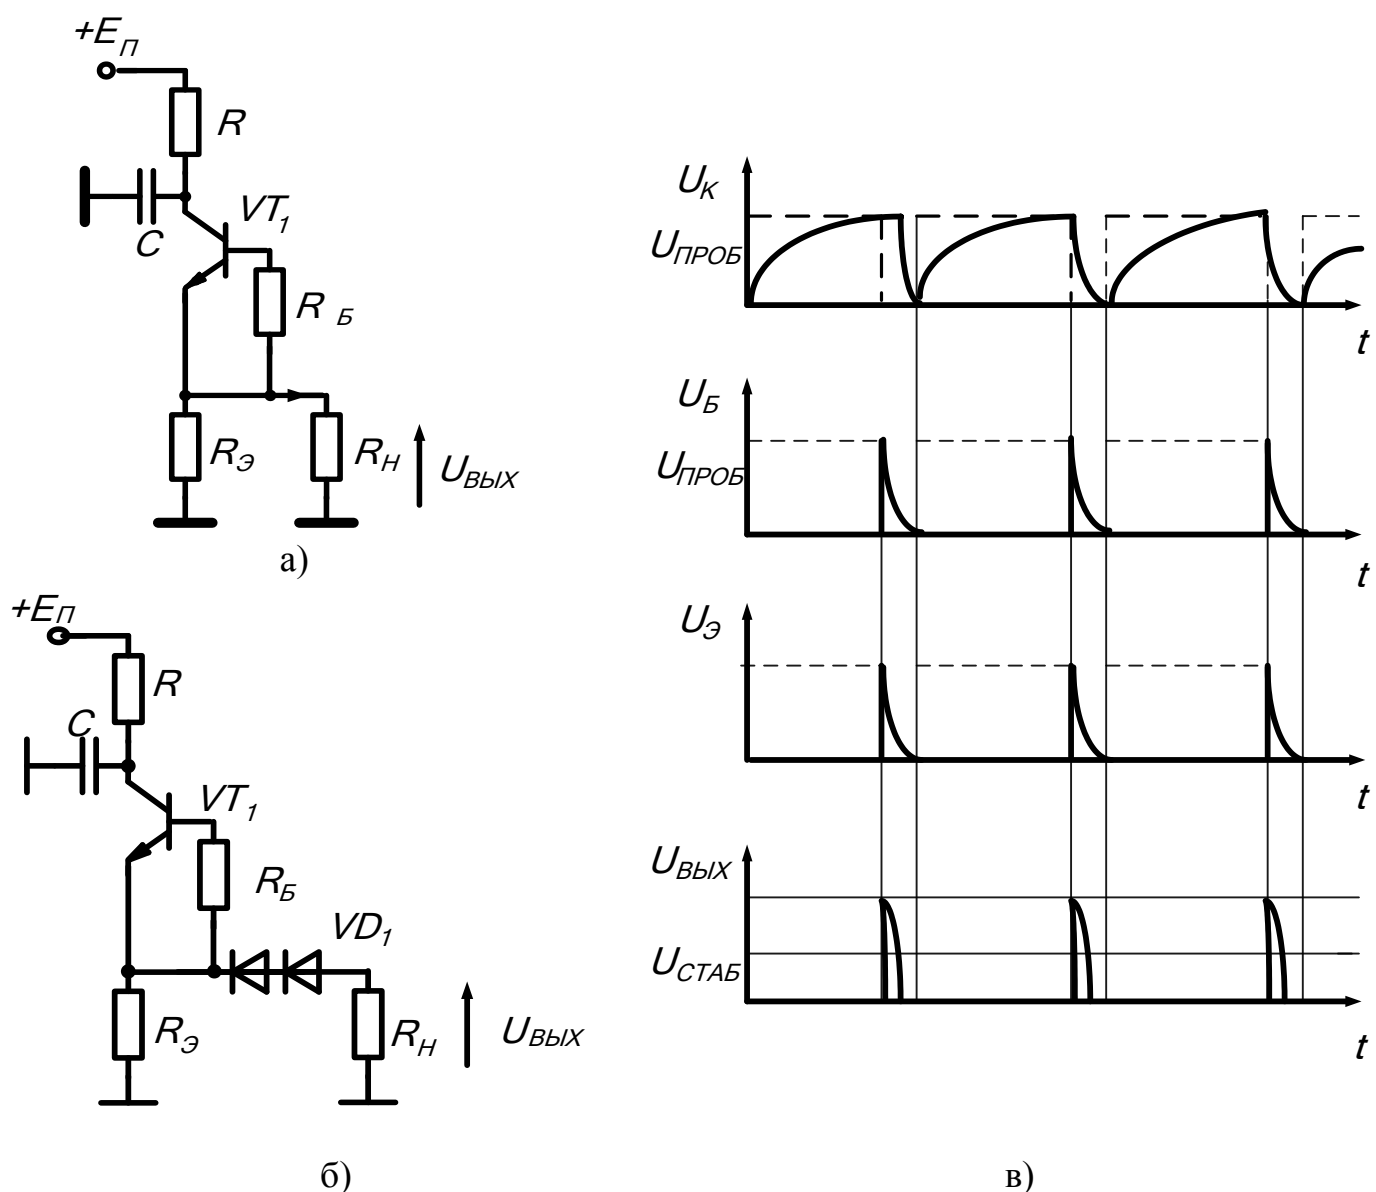 +EП
R
C
VT1
R Б
RЭ
RН
UВЫХ
а)
+EП
R
C
VT1
RБ
VD1
RЭ
RН
UВЫХ
б)
UК
UПРОБ
t
UБ
UПРОБ
t
UЭ
t
UВЫХ
UСТАБ
t
в)